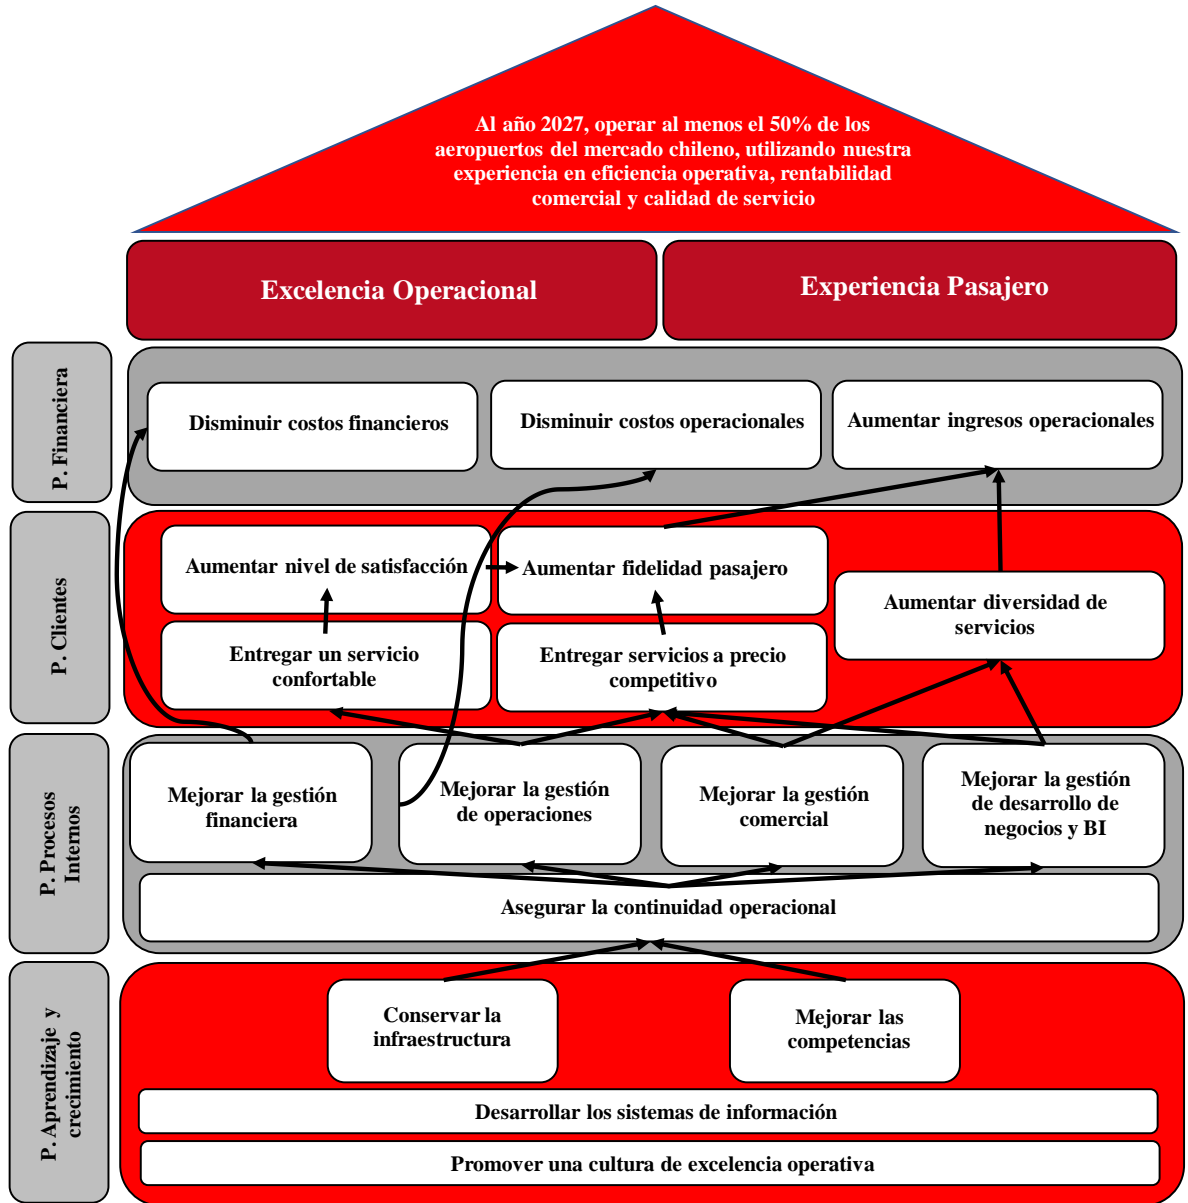 Al año 2027, operar al menos el 50% de los
aeropuertos del mercado chileno, utilizando nuestra
experiencia en eficiencia operativa, rentabilidad
comercial y calidad de servicio
Excelencia Operacional
Experiencia Pasajero
P. Financiera
Disminuir costos financieros
Disminuir costos operacionales
Aumentar ingresos operacionales
P. Clientes
Aumentar nivel de satisfacción
Aumentar fidelidad pasajero
Aumentar diversidad de
servicios
Entregar un servicio
confortable
Entregar servicios a precio
competitivo
P. Procesos
Internos
Mejorar la gestión
financiera
Mejorar la gestión
de operaciones
Mejorar la gestión
comercial
Mejorar la gestión
de desarrollo de
negocios y BI
Asegurar la continuidad operacional
P. Aprendizaje y
crecimiento
Conservar la
infraestructura
Mejorar las
competencias
Desarrollar los sistemas de información
Promover una cultura de excelencia operativa